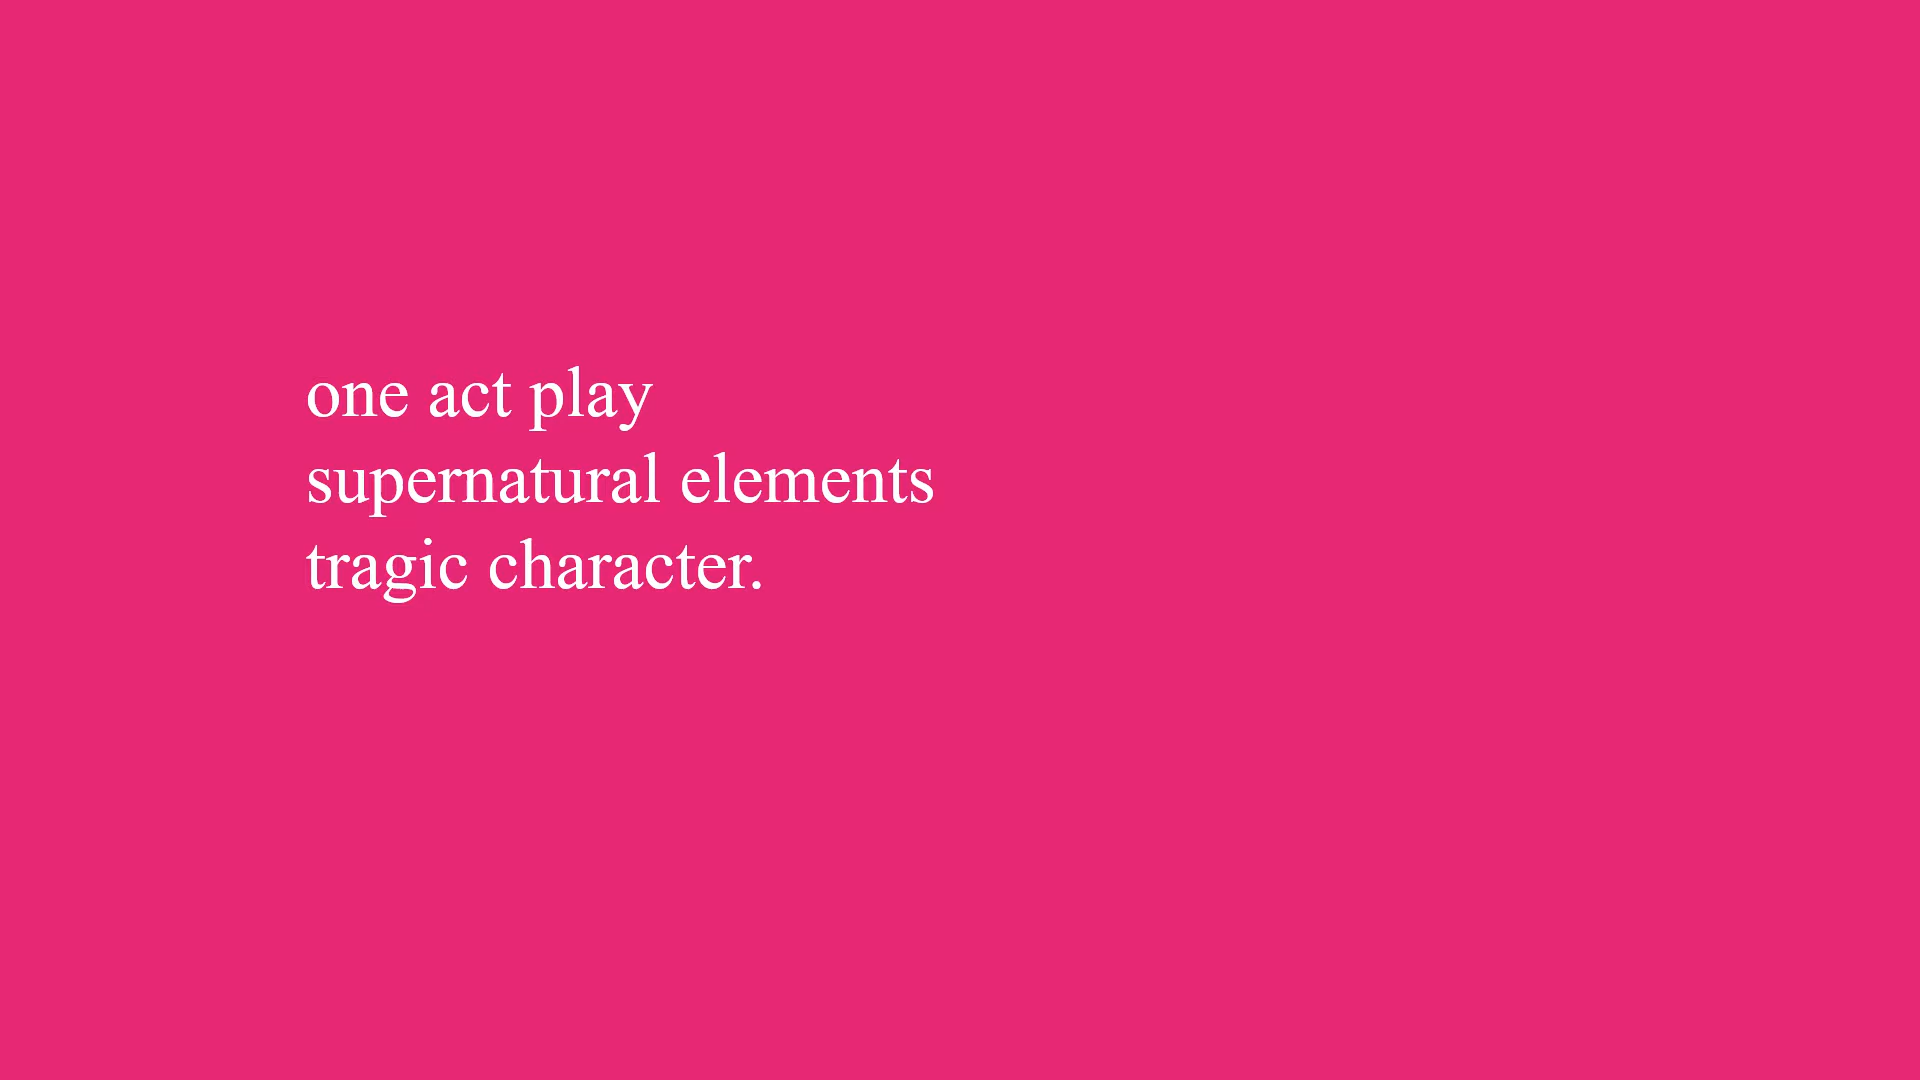 one act play
supernatural elements
tragic character.